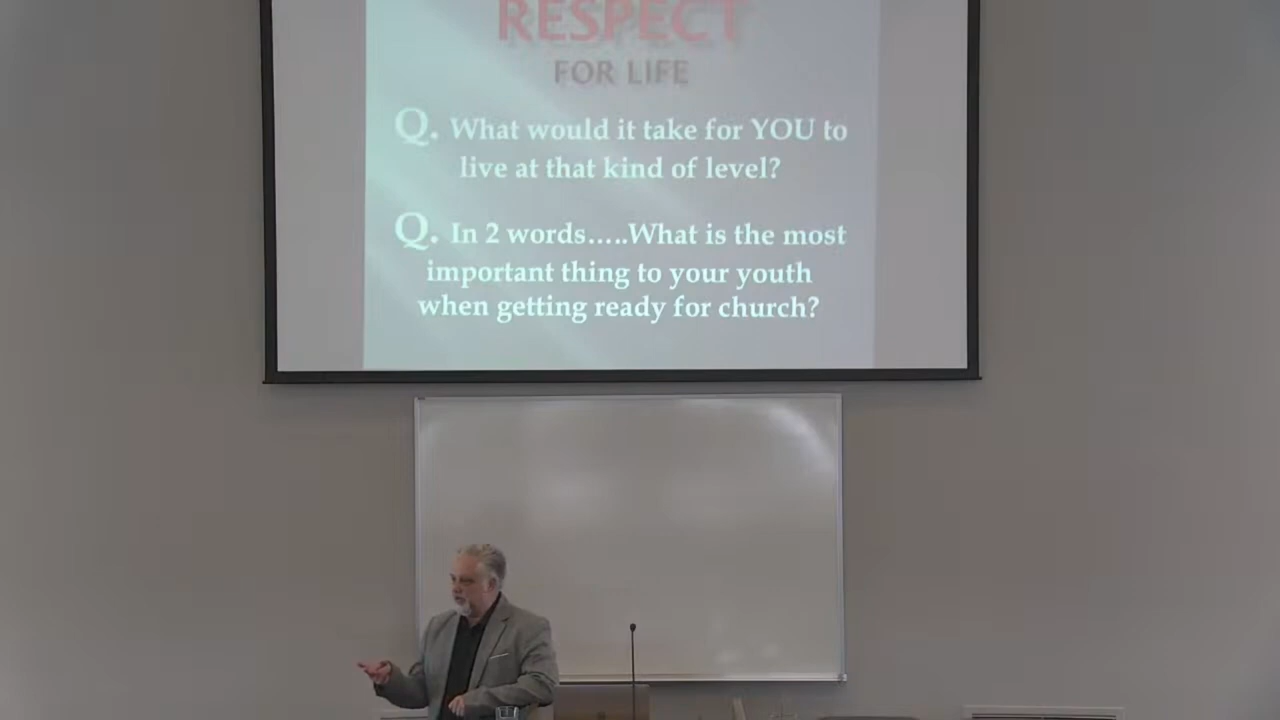 RESPECT
FOR LIFE
Q. What would it take for YOU to
live at that kind of level?
Q. In 2 words.....What is the most
important thing to your youth
when getting ready for church?